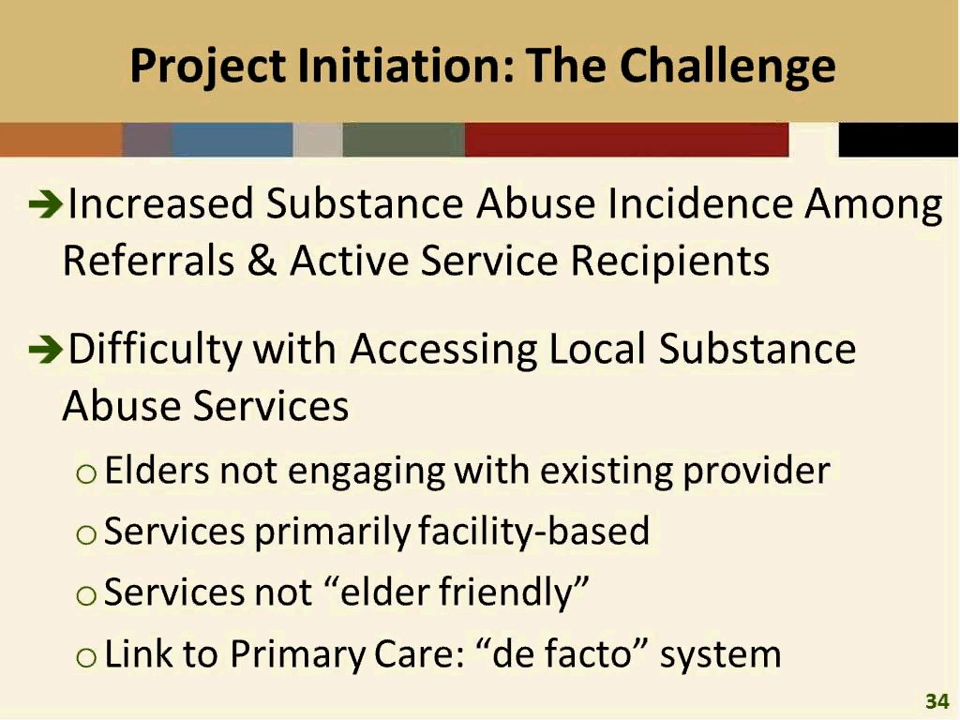 Project Initiation: The Challenge
➔Increased Substance Abuse Incidence Among
Referrals & Active Service Recipients
➔Difficulty with Accessing Local Substance
Abuse Services
o Elders not engaging with existing provider
o Services primarily facility-based
o Services not “elder friendly”
o Link to Primary Care: “de facto” system
34